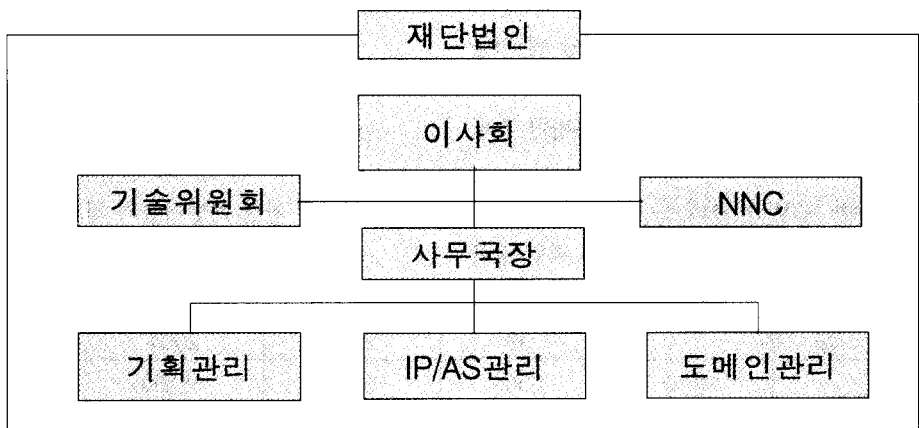 재단법인
이사회
기술위원회
NNC
사무국장
기획관리
IP/AS관리
도메인관리